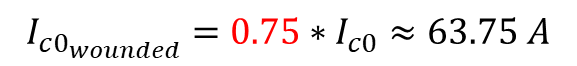 I_{c0_{wounded}} = 0.75 * I_{c0} ≈ 63.75 A